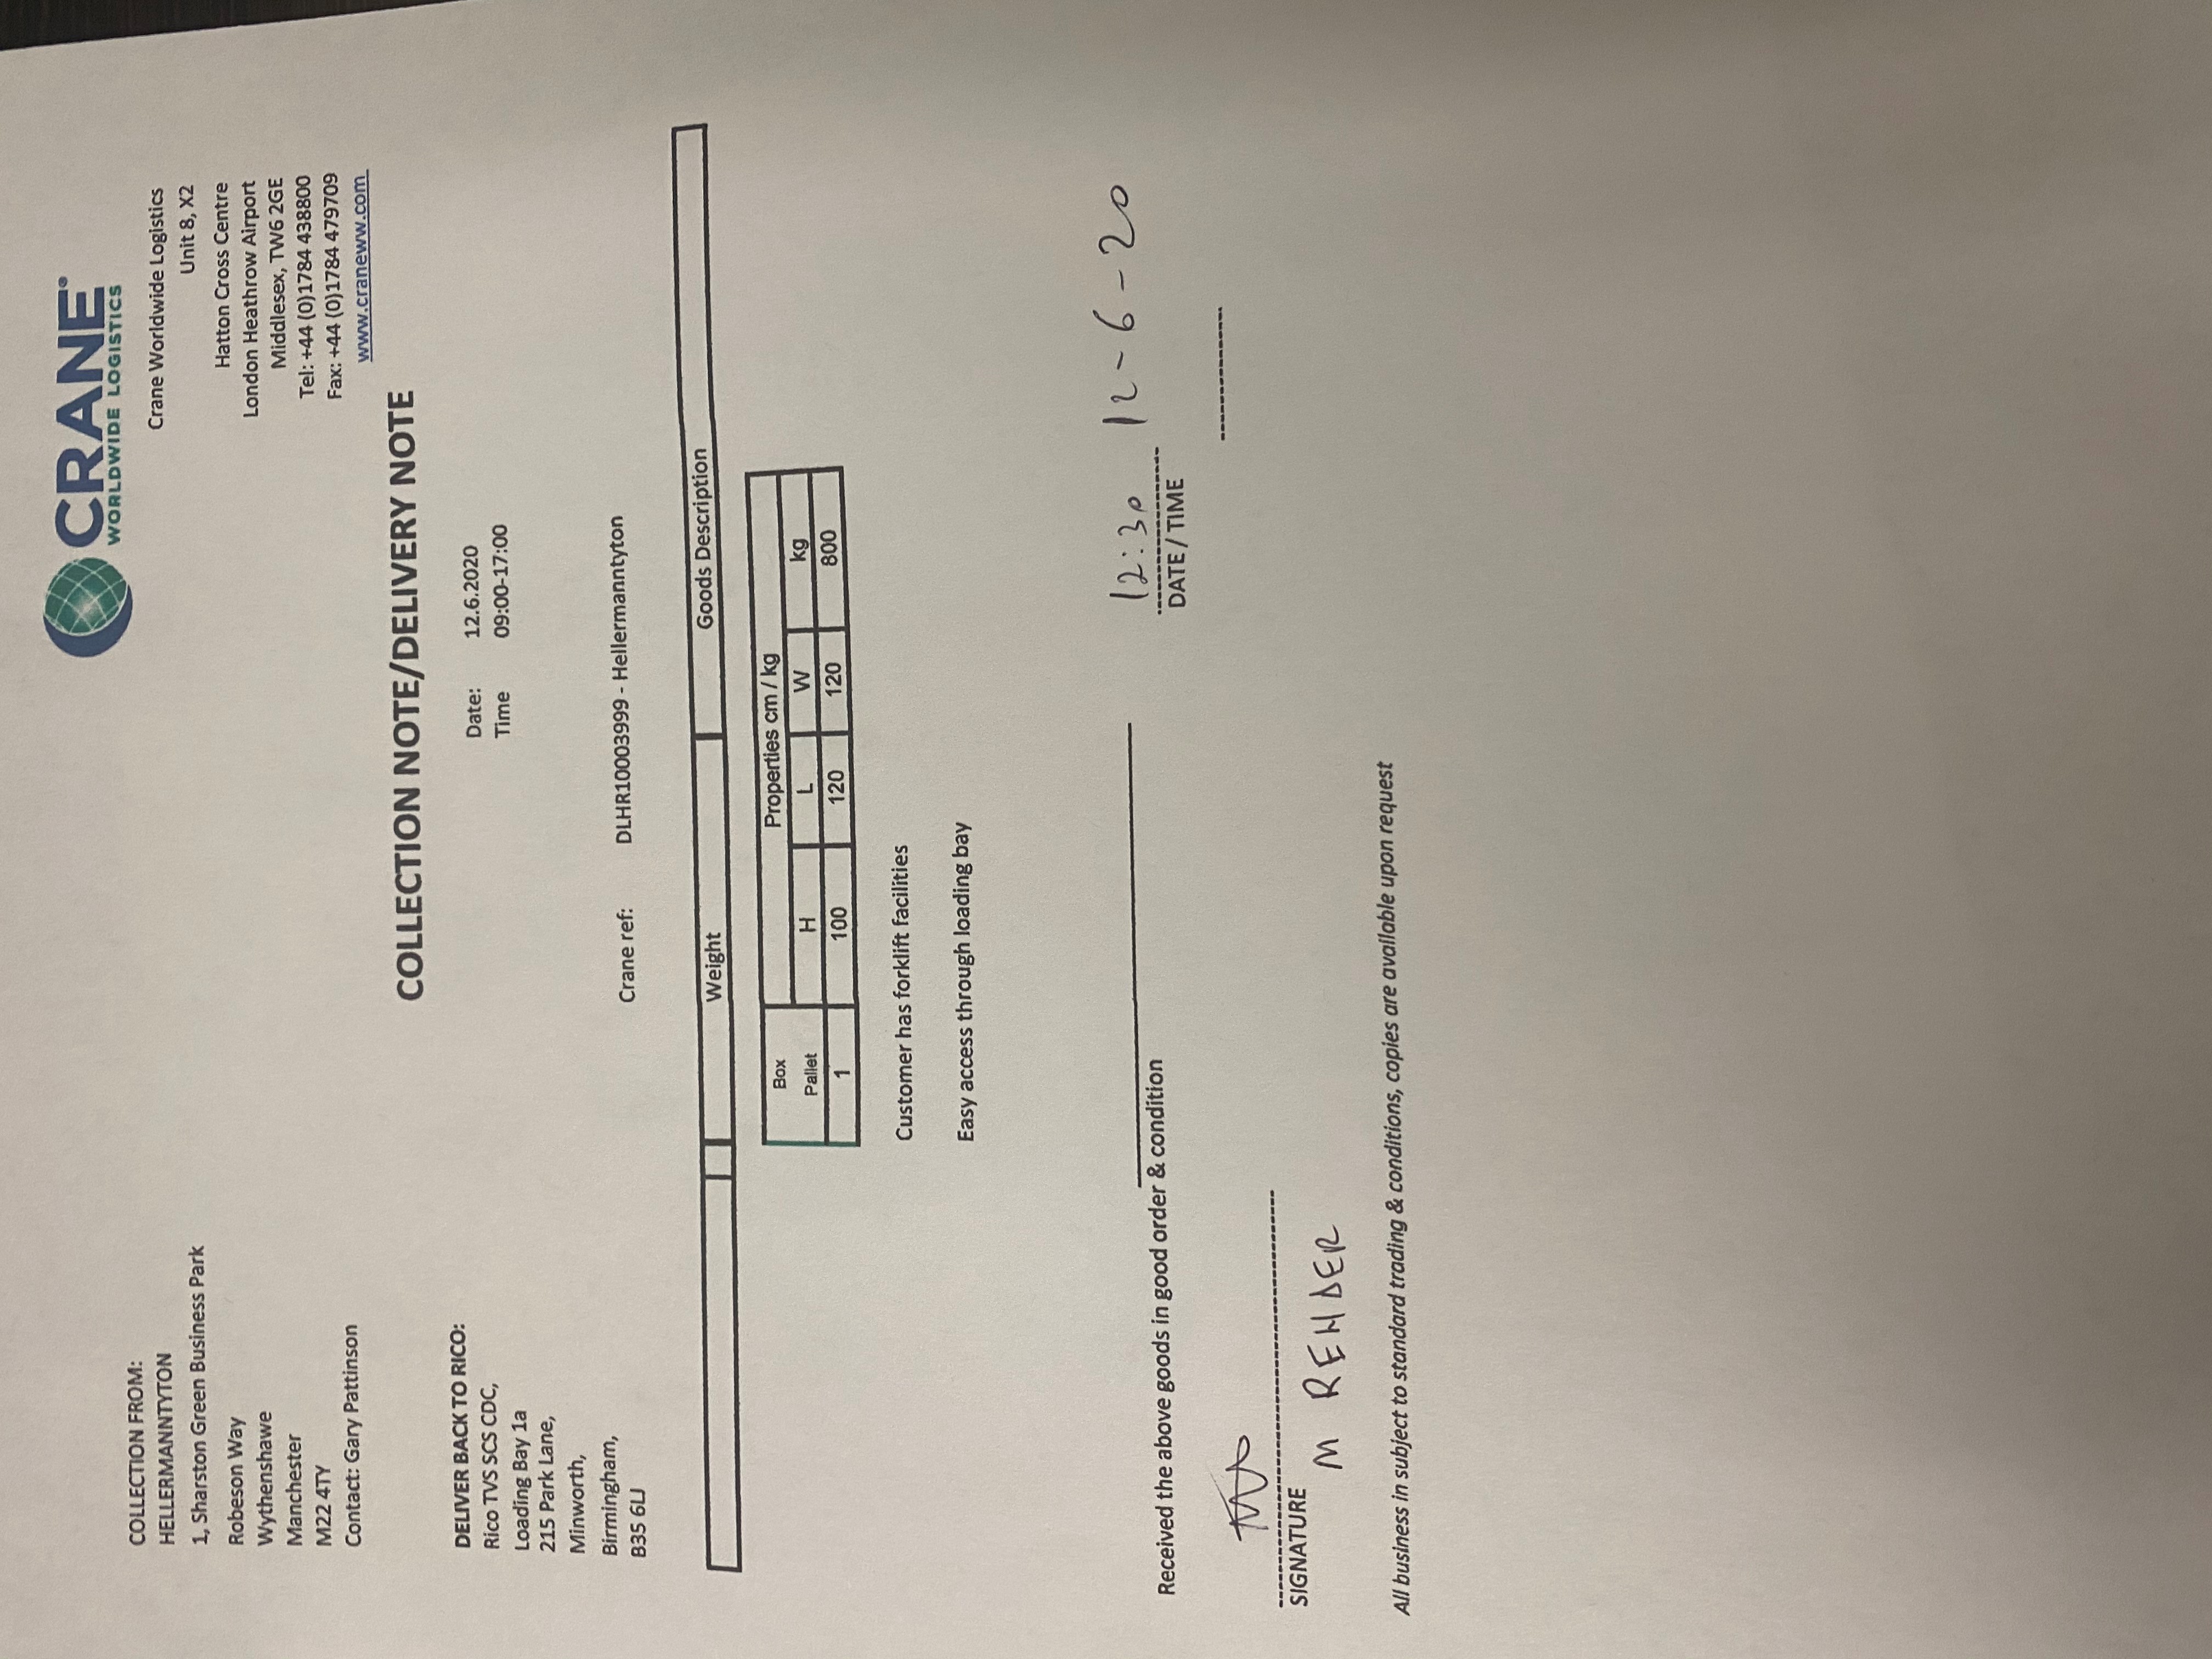 CRANE®
WORLDWIDE LOGISTICS
Crane Worldwide Logistics
Unit 8, X2
Hatton Cross Centre
London Heathrow Airport
Middlesex, TW6 2GE
Tel: +44 (0)1784 438800
Fax: +44 (0)1784 479709
www.craneww.com
COLLECTION FROM:
HELLERMANNTYTON
1, Sharston Green Business Park
Robeson Way
Wythenshawe
Manchester
M22 4TY
Contact: Gary Pattinson
COLLECTION NOTE/DELIVERY NOTE
DELIVER BACK TO RICO:
Rico TVS SCS CDC,
Loading Bay 1a
215 Park Lane,
Minworth,
Birmingham,
B35 6LJ
Date: 12.6.2020
Time 09:00-17:00
Crane ref: DLHR10003999 - Hellermanntyton
Weight Goods Description
Box Properties cm / kg
Pallet H L W kg
1 100 120 120 800
Customer has forklift facilities
Easy access through loading bay
Received the above goods in good order & condition
12:30 12-6-20
DATE / TIME
SIGNATURE
M RENDER
All business in subject to standard trading & conditions, copies are available upon request